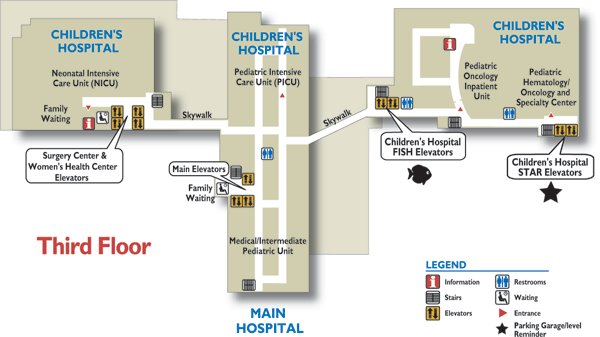 CHILDREN'S
HOSPITAL
Neonatal Intensive
Care Unit (NICU)
Family
Waiting
Skywalk
Surgery Center &
Women's Health Center
Elevators
CHILDREN'S
HOSPITAL
Pediatric Intensive
Care Unit (PICU)
Skywalk
Main Elevators
Family
Waiting
Medical/Intermediate
Pediatric Unit
MAIN
HOSPITAL
CHILDREN'S
HOSPITAL
Pediatric
Oncology
Inpatient
Unit
Pediatric
Hematology/
Oncology and
Specialty Center
Children's Hospital
FISH Elevators
Children's Hospital
STAR Elevators
Third Floor
LEGEND
Information
Stairs
Elevators
Restrooms
Waiting
Entrance
Parking Garage/level
Reminder